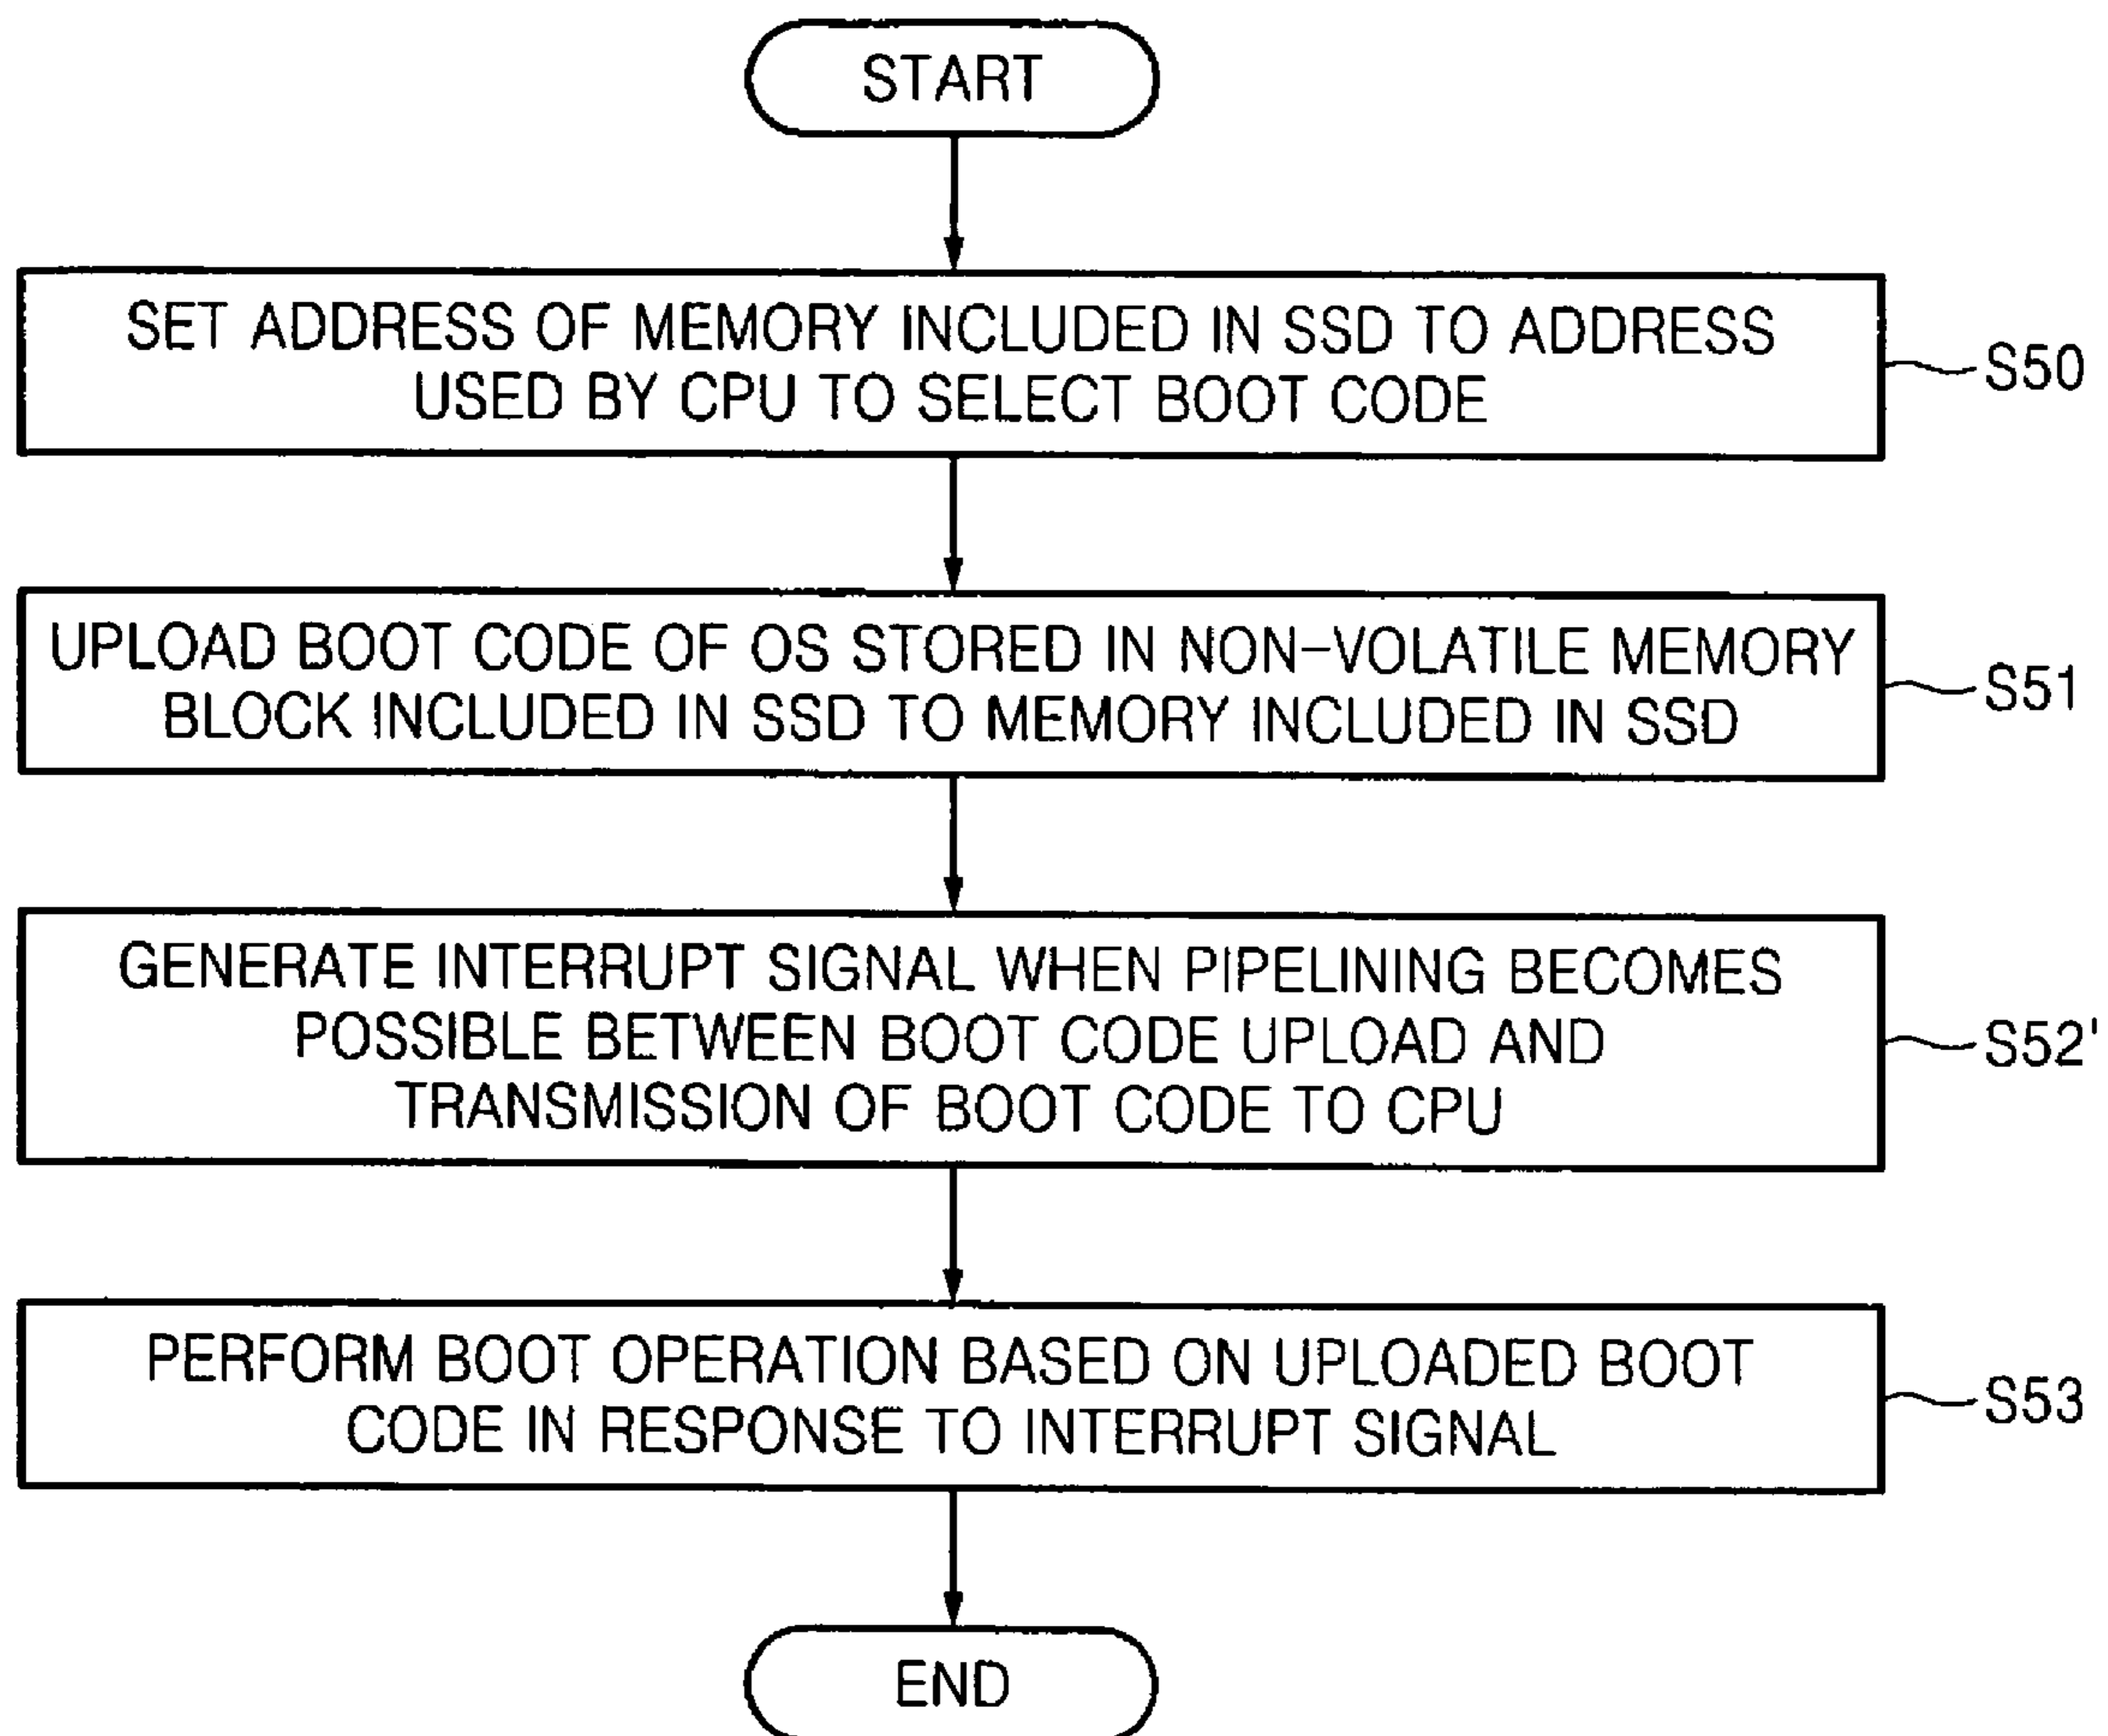 START
SET ADDRESS OF MEMORY INCLUDED IN SSD TO ADDRESS
USED BY CPU TO SELECT BOOT CODE
S50
UPLOAD BOOT CODE OF OS STORED IN NON-VOLATILE MEMORY
BLOCK INCLUDED IN SSD TO MEMORY INCLUDED IN SSD
S51
GENERATE INTERRUPT SIGNAL WHEN PIPELINING BECOMES
POSSIBLE BETWEEN BOOT CODE UPLOAD AND
TRANSMISSION OF BOOT CODE TO CPU
S52'
PERFORM BOOT OPERATION BASED ON UPLOADED BOOT
CODE IN RESPONSE TO INTERRUPT SIGNAL
S53
END